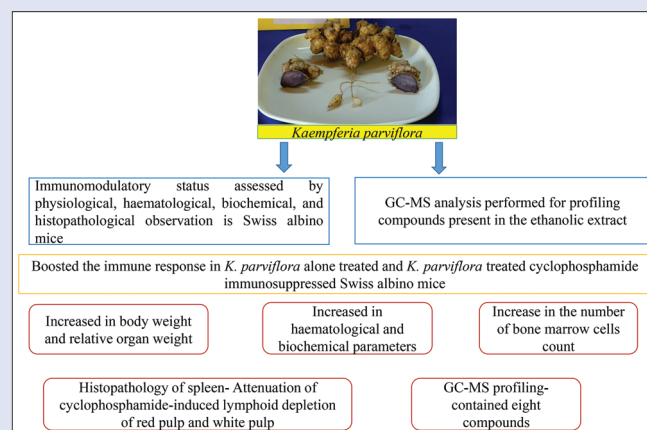 Kaempferia parviflora
Immunomodulatory status assessed by
physiological, haematological, biochemical, and
histopathological observation is Swiss albino
mice
GC-MS analysis performed for profiling
compounds present in the ethanolic extract
Boosted the immune response in K. parviflora alone treated and K. parviflora treated cyclophosphamide
immunosuppressed Swiss albino mice
Increased in body weight
and relative organ weight
Increased in
haematological and
biochemical parameters
Increase in the number
of bone marrow cells
count
Histopathology of spleen- Attenuation of
cyclophosphamide-induced lymphoid depletion
of red pulp and white pulp
GC-MS profiling-
contained eight
compounds